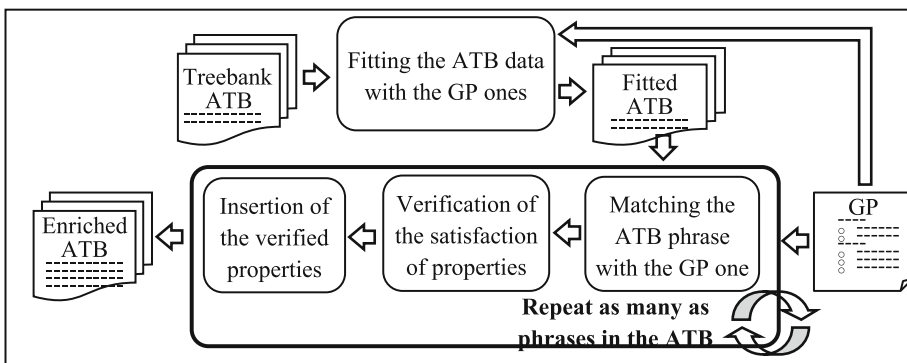 Treebank
ATB
Fitting the ATB data
with the GP ones
Fitted
ATB
GP
Matching the
ATB phrase
with the GP one
Verification of
the satisfaction
of properties
Insertion of
the verified
properties
Enriched
ATB
Repeat as many as
phrases in the ATB